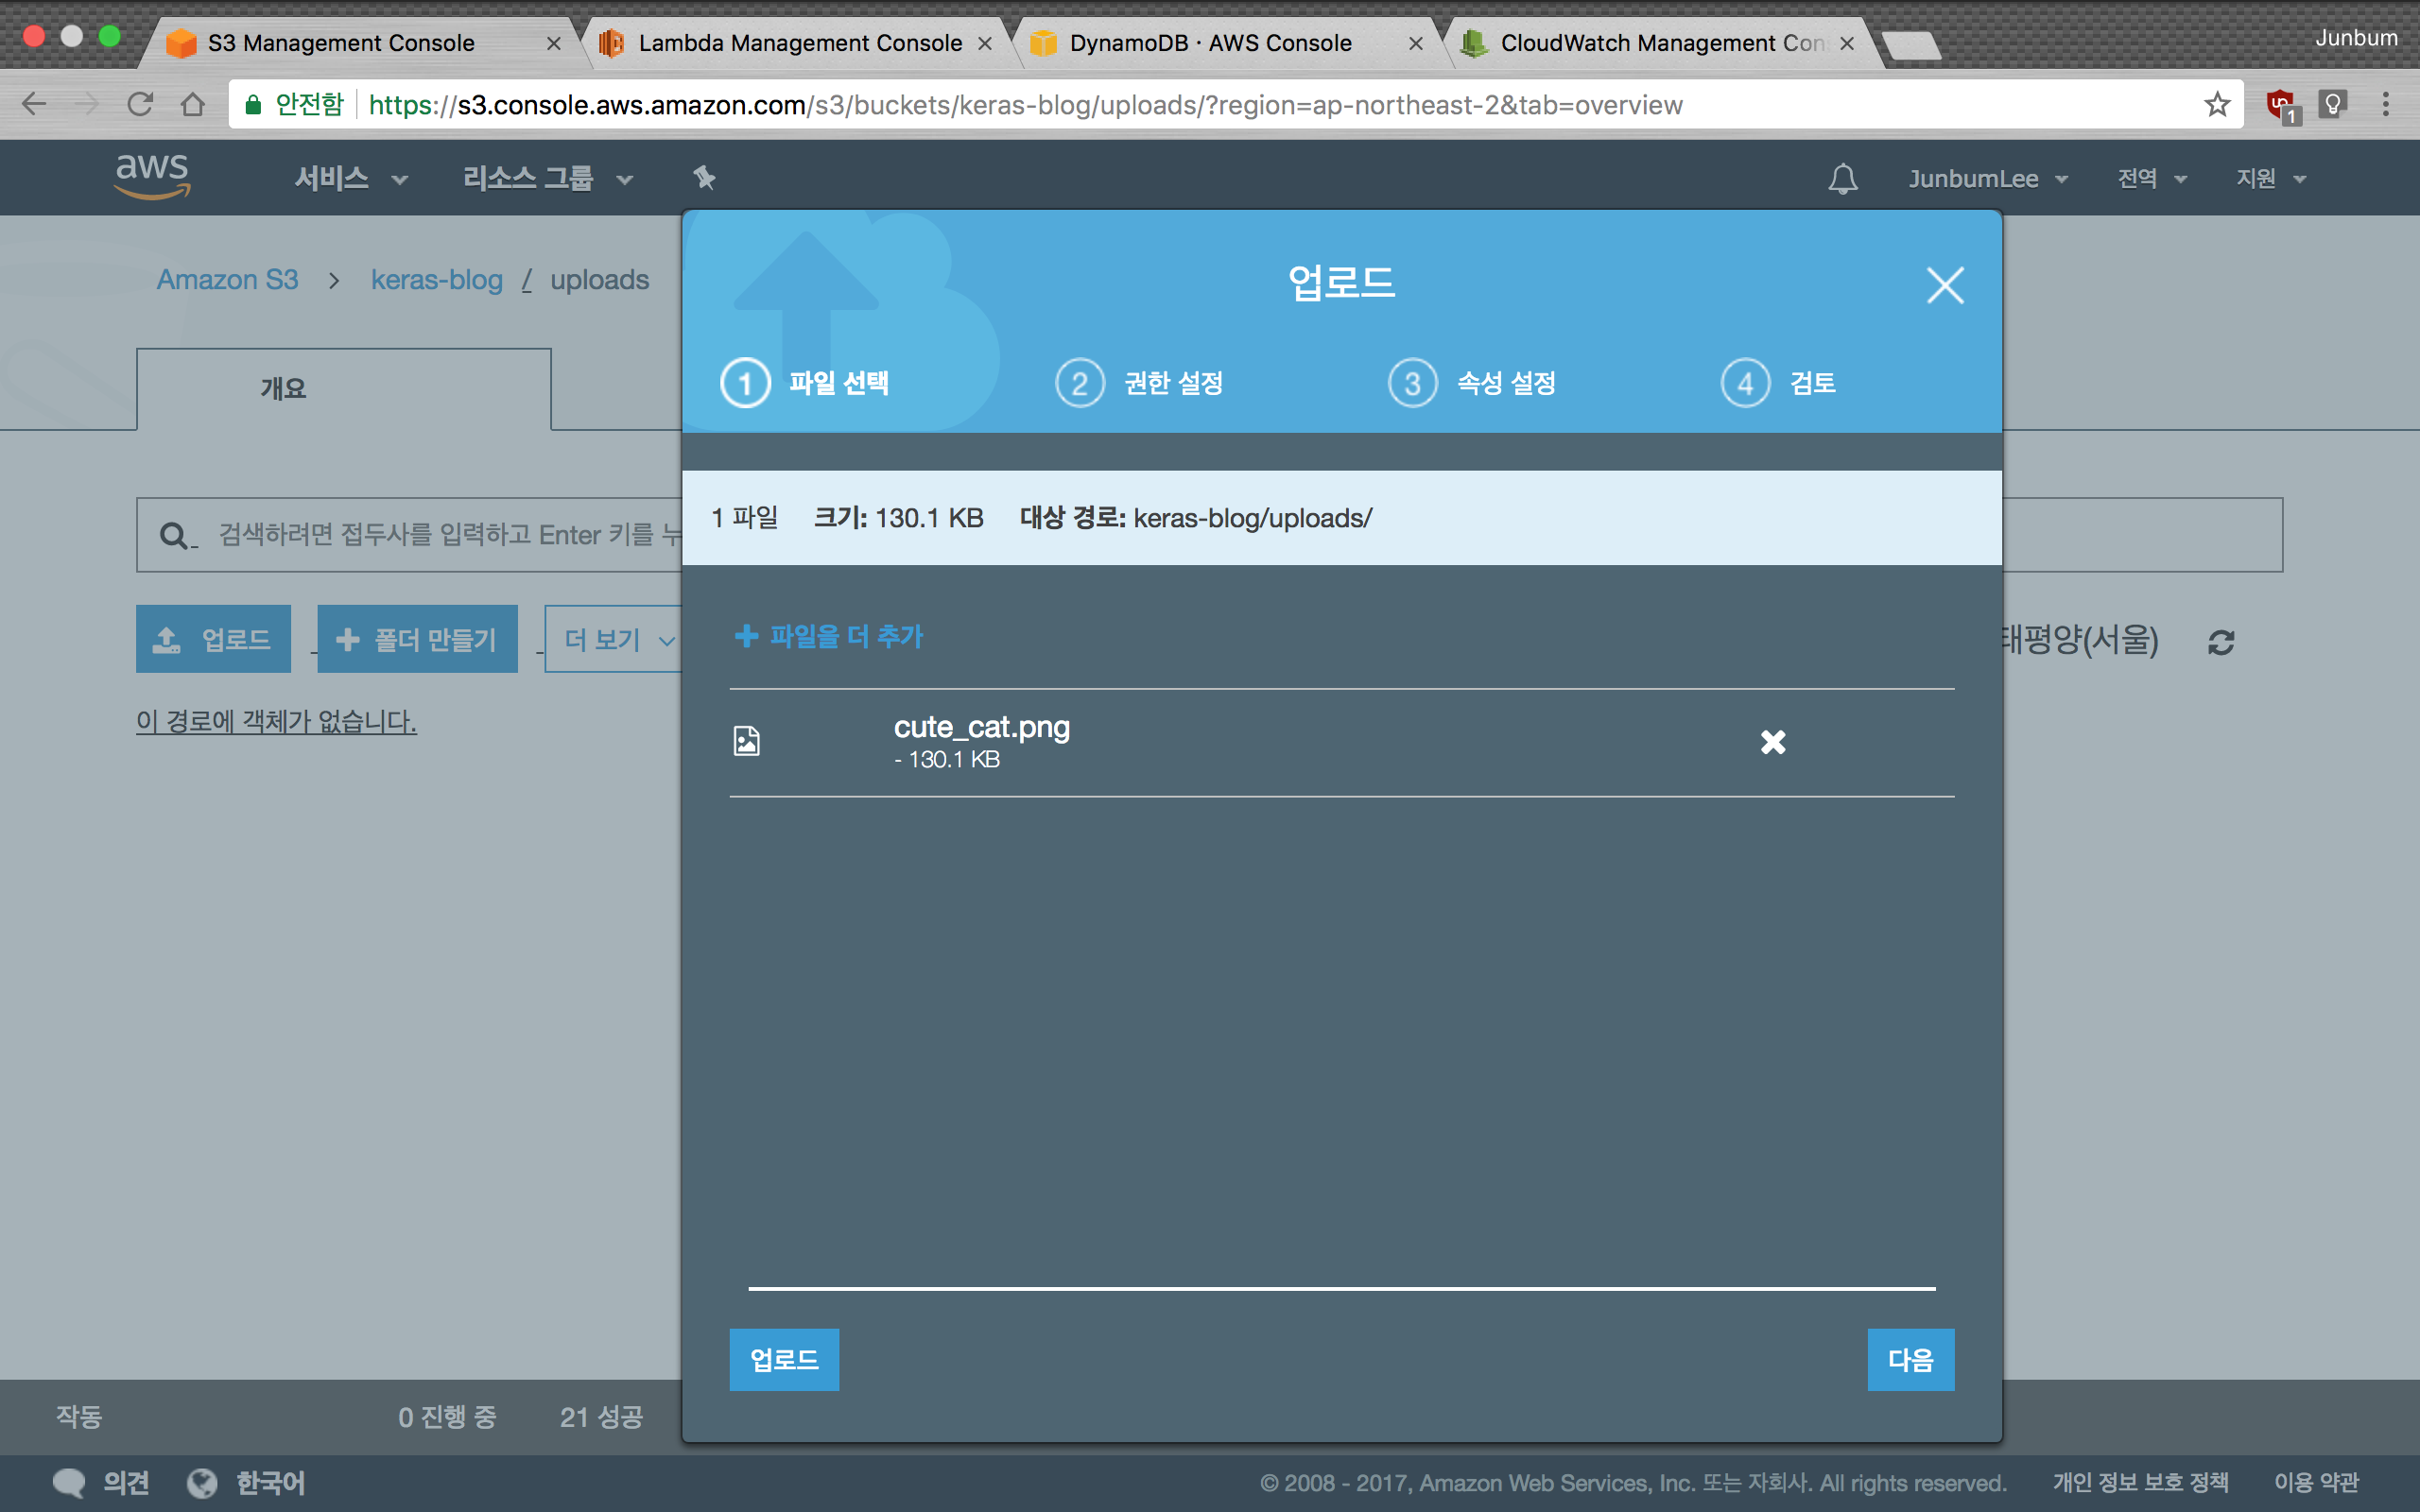 S3 Management Console
Lambda Management Console
DynamoDB · AWS Console
CloudWatch Management Con
Junbum
안전함 https://s3.console.aws.amazon.com/s3/buckets/keras-blog/uploads/?region=ap-northeast-2&tab=overview
1
aws 서비스 리소스 그룹 JunbumLee 전역 지원
Amazon S3 > keras-blog / uploads
개요
검색하려면 접두사를 입력하고 Enter 키를 누
업로드 폴더 만들기 더 보기
태평양(서울)
이 경로에 객체가 없습니다.
업로드
1 파일 선택 2 권한 설정 3 속성 설정 4 검토
1 파일 크기: 130.1 KB 대상 경로: keras-blog/uploads/
파일을 더 추가
cute_cat.png
- 130.1 KB
업로드 다음
작동 0 진행 중 21 성공
의견 한국어
© 2008 - 2017, Amazon Web Services, Inc. 또는 자회사. All rights reserved. 개인 정보 보호 정책 이용 약관